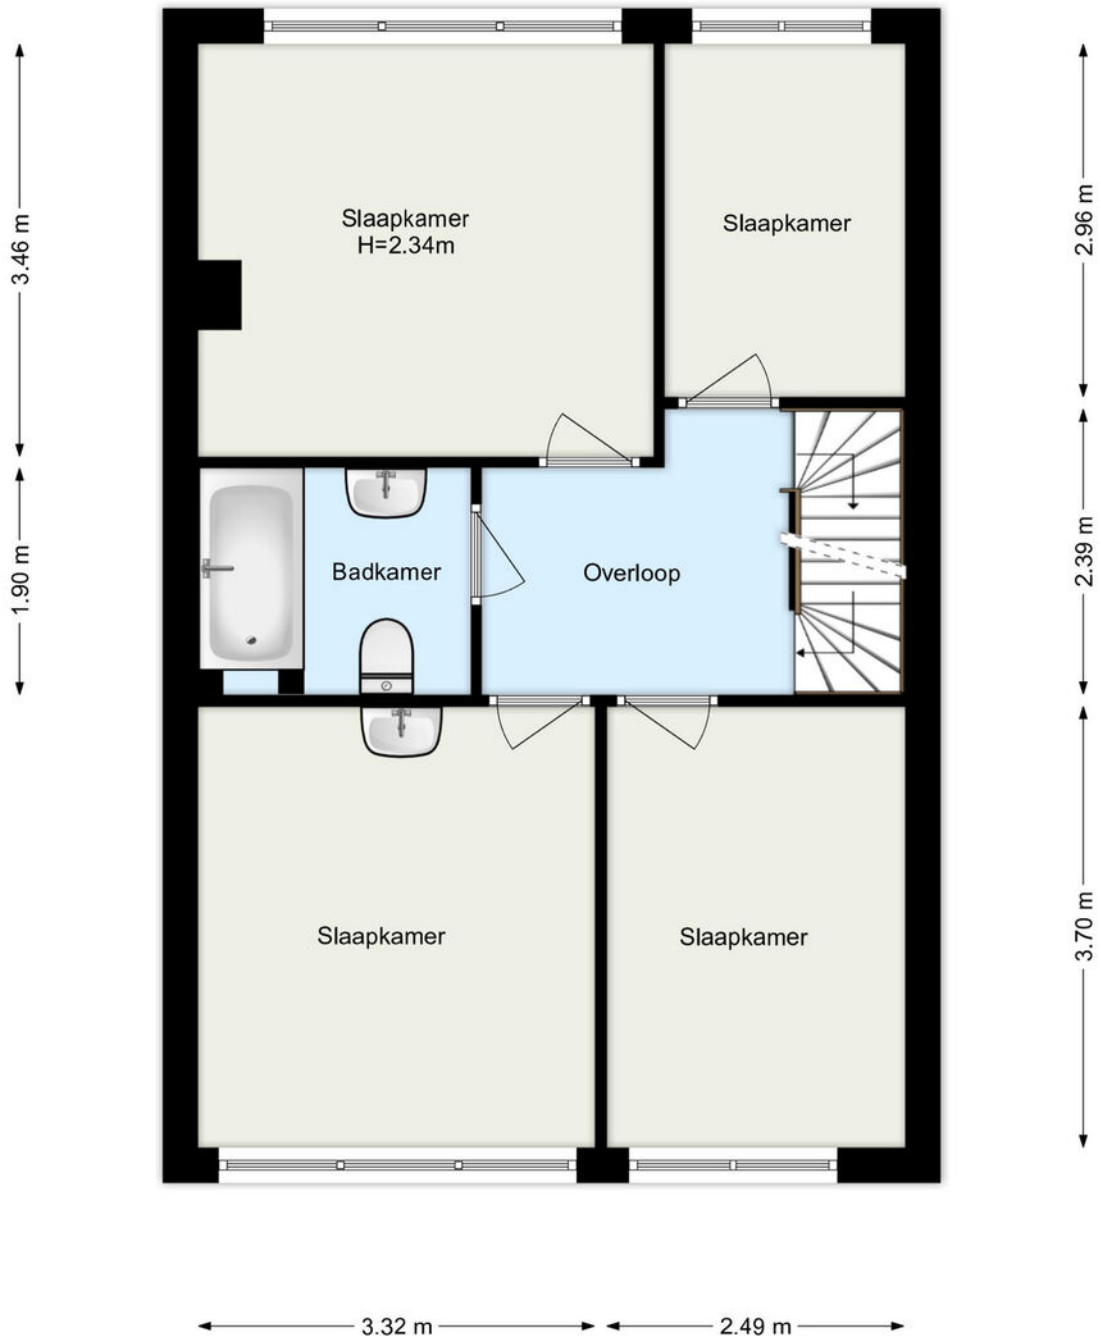 Slaapkamer
H=2.34m
Slaapkamer
3.46 m
2.96 m
Badkamer
Overloop
1.90 m
2.39 m
Slaapkamer
Slaapkamer
3.70 m
3.32 m
2.49 m